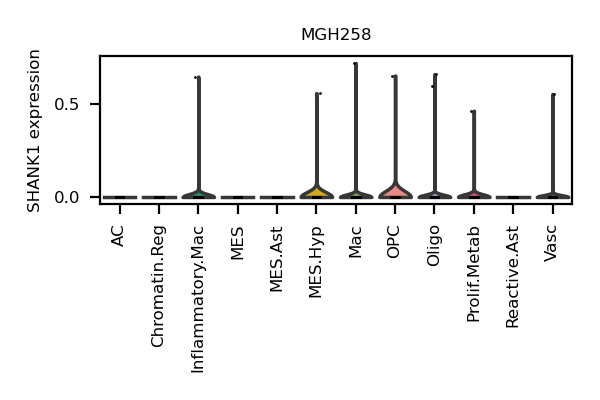 MGH258
SHANK1 expression
0.5
0.0
AC
Chromatin.Reg
Inflammatory.Mac
MES
MES.Ast
MES.Hyp
Mac
OPC
Oligo
Prolif.Metab
Reactive.Ast
Vasc